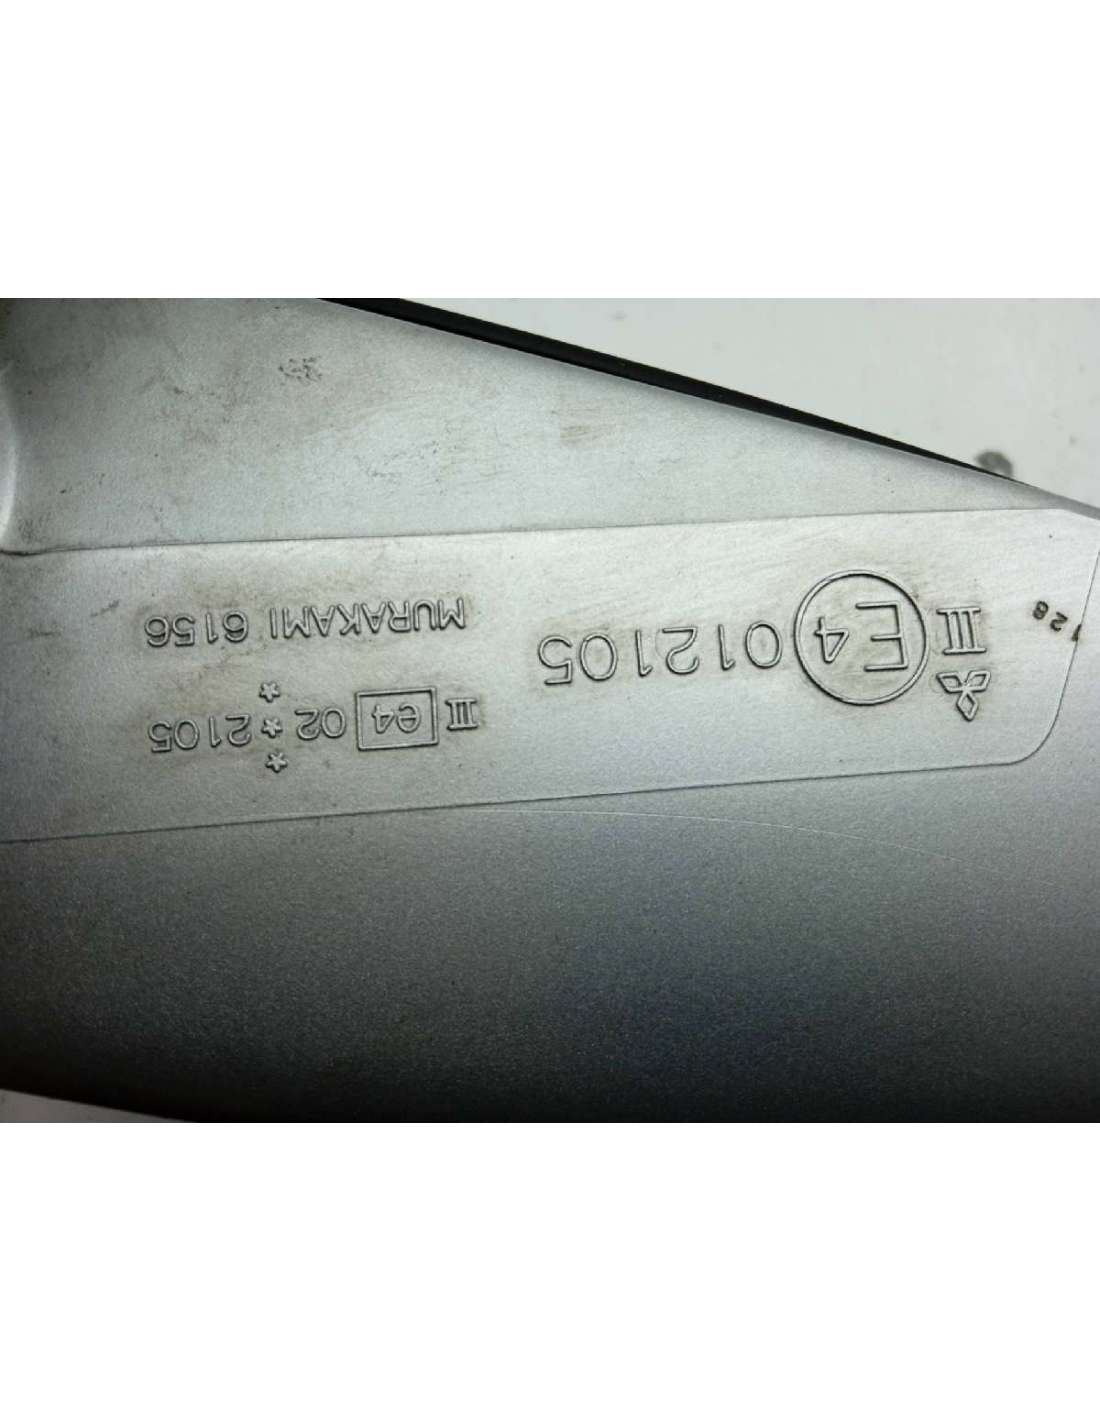 III E4 012105
III e4 02 * 2105
MURAKAMI 6156
128